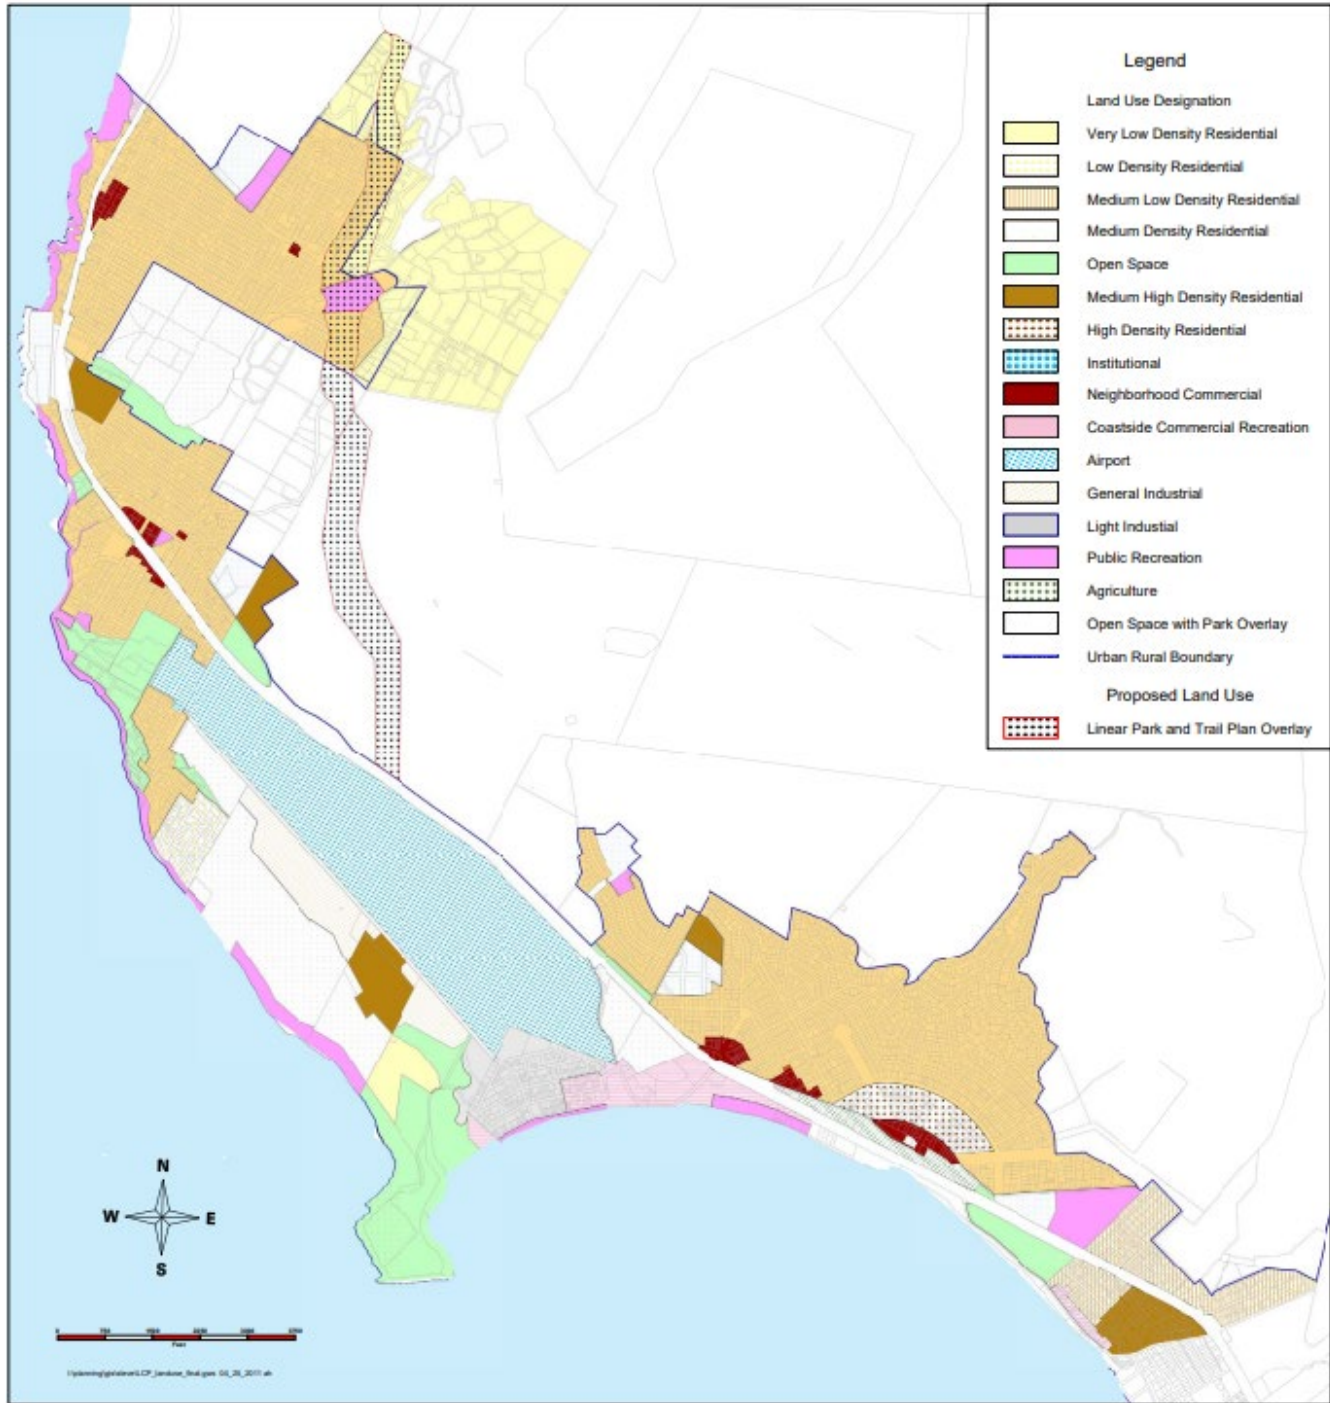 Legend
Land Use Designation
Very Low Density Residential
Low Density Residential
Medium Low Density Residential
Medium Density Residential
Open Space
Medium High Density Residential
High Density Residential
Institutional
Neighborhood Commercial
Coastside Commercial Recreation
Airport
General Industrial
Light Industial
Public Recreation
Agriculture
Open Space with Park Overlay
Urban Rural Boundary
Proposed Land Use
Linear Park and Trail Plan Overlay
N
W E
S
0
Feet